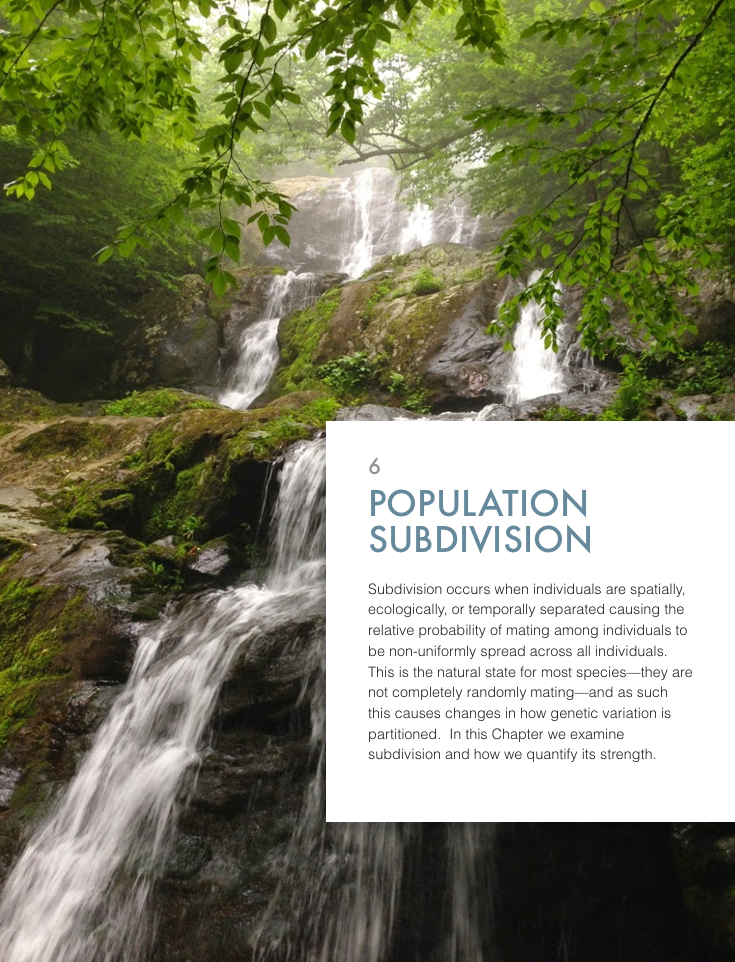 6
POPULATION
SUBDIVISION
Subdivision occurs when individuals are spatially,
ecologically, or temporally separated causing the
relative probability of mating among individuals to
be non-uniformly spread across all individuals.
This is the natural state for most species—they are
not completely randomly mating—and as such
this causes changes in how genetic variation is
partitioned.  In this Chapter we examine
subdivision and how we quantify its strength.